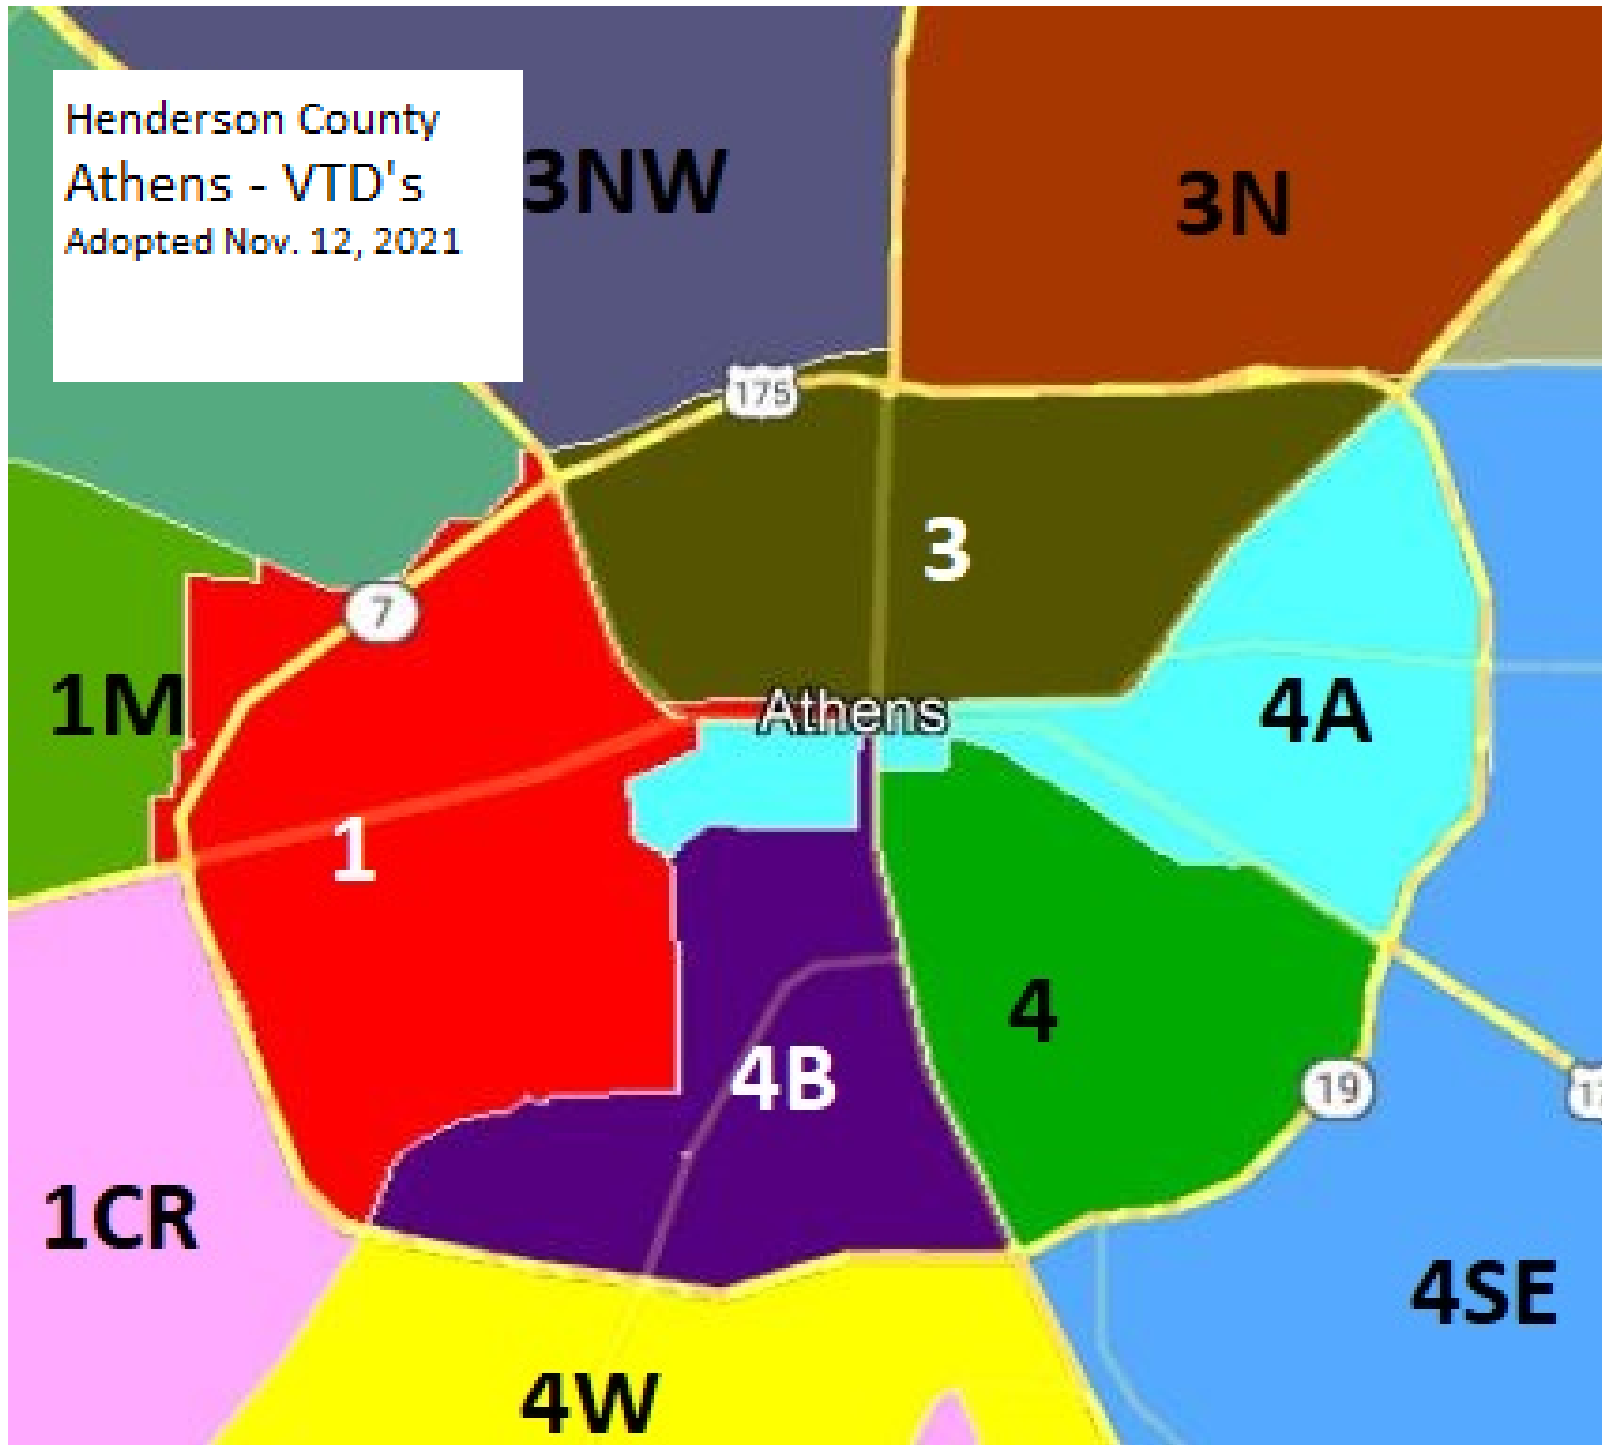 Henderson County
Athens - VTD's
Adopted Nov. 12, 2021
3NW
3N
175
3
7
1M
Athens
4A
1
4
4B
19
1CR
4SE
4W